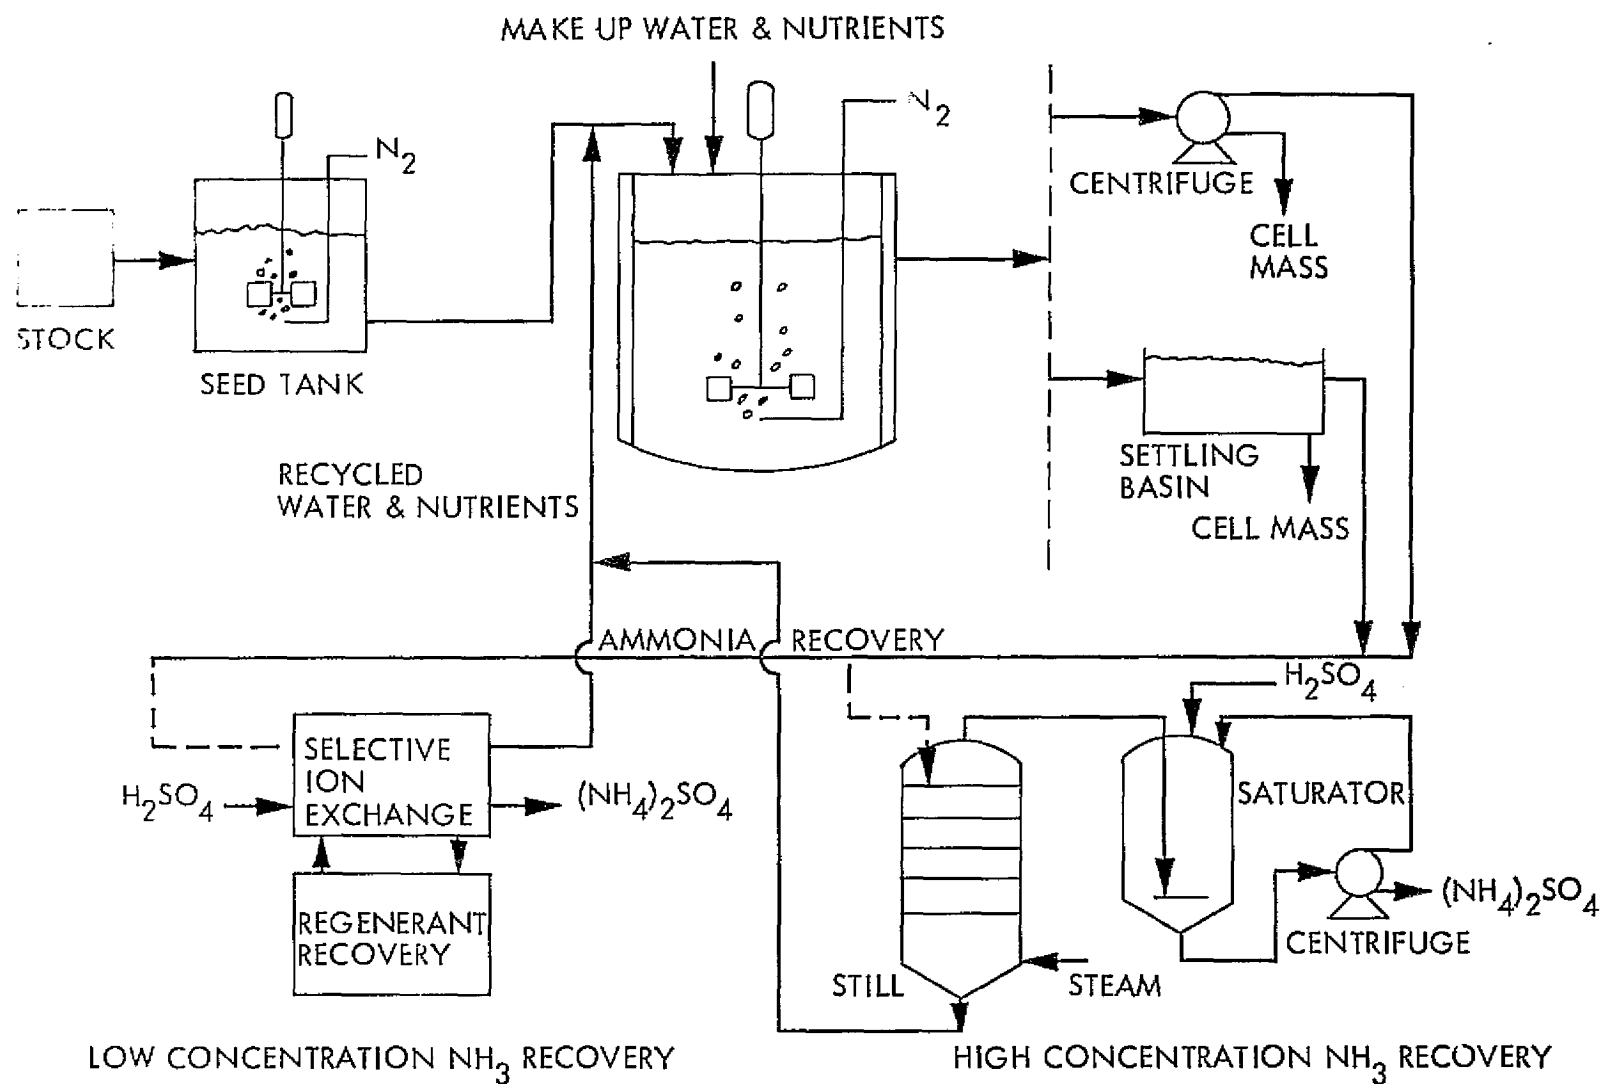 MAKE UP WATER & NUTRIENTS
N2
N2
STOCK
SEED TANK
CENTRIFUGE
CELL
MASS
SETTLING
BASIN
CELL MASS
RECYCLED
WATER & NUTRIENTS
AMMONIA RECOVERY
H2SO4
SELECTIVE
ION
EXCHANGE
H2SO4
(NH4)2SO4
REGENERANT
RECOVERY
SATURATOR
(NH4)2SO4
CENTRIFUGE
STILL
STEAM
LOW CONCENTRATION NH3 RECOVERY
HIGH CONCENTRATION NH3 RECOVERY